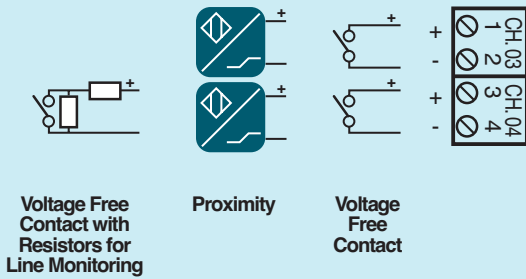 +
+
+
+
+
+
-
+
-
1
2
3
4
CH.03
CH.04
Voltage Free
Contact with
Resistors for
Line Monitoring
Proximity
Voltage
Free
Contact